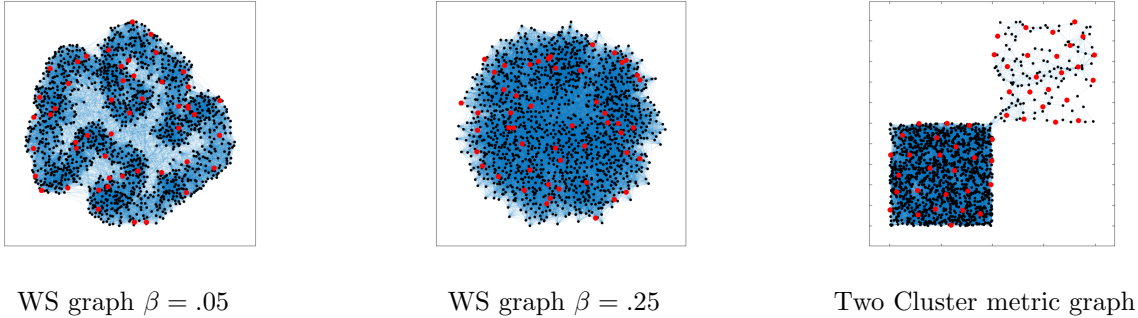 WS graph β = .05
WS graph β = .25
Two Cluster metric graph